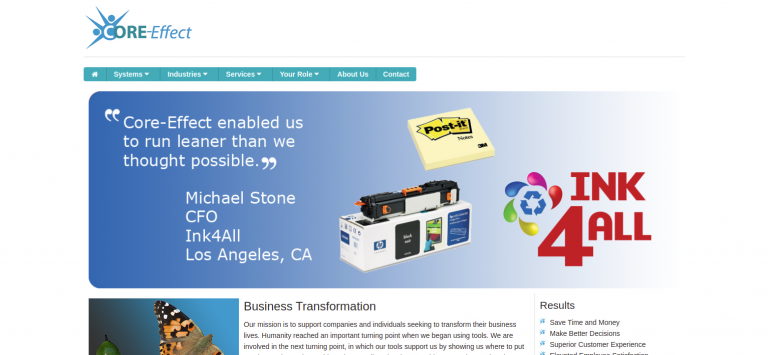 CORE-Effect
Systems
Industries
Services
Your Role
About Us
Contact
“Core-Effect enabled us
to run leaner than we
thought possible.”
Michael Stone
CFO
Ink4All
Los Angeles, CA
Post-it
Notes
3M
hp
Black
INK
4ALL
Business Transformation
Our mission is to support companies and individuals seeking to transform their business
lives. Humanity reached an important turning point when we began using tools. We are
involved in the next turning point, in which our tools support us by showing us where to put
Results
Save Time and Money
Make Better Decisions
Superior Customer Experience
Elevated Employee Satisfaction